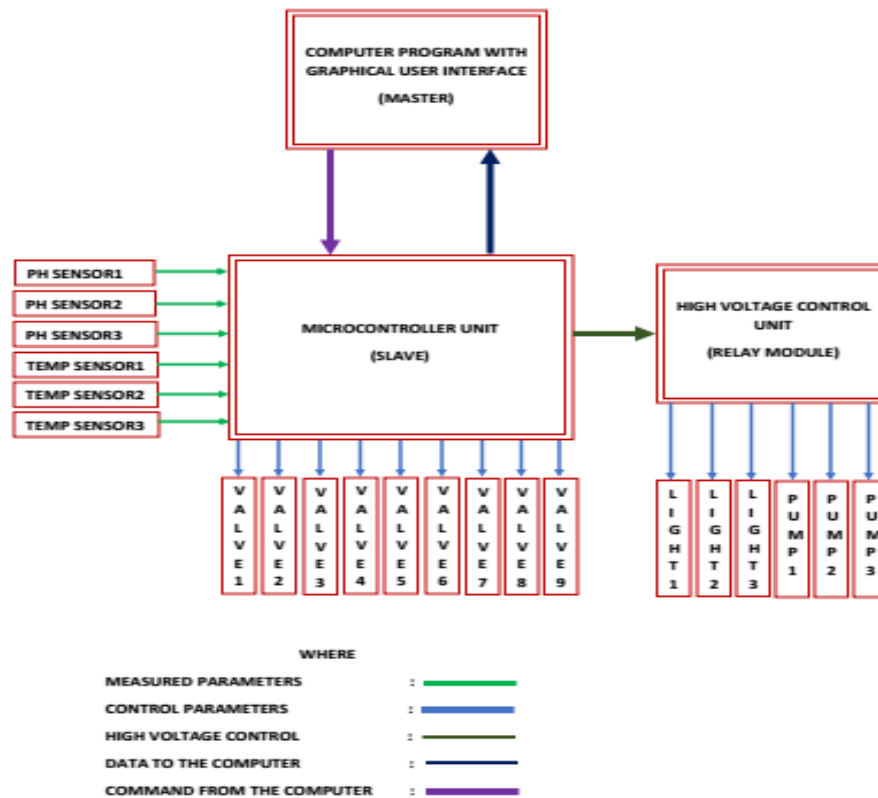 COMPUTER PROGRAM WITH
GRAPHICAL USER INTERFACE
(MASTER)
PH SENSOR1
PH SENSOR2
PH SENSOR3
TEMP SENSOR1
TEMP SENSOR2
TEMP SENSOR3
MICROCONTROLLER UNIT
(SLAVE)
HIGH VOLTAGE CONTROL
UNIT
(RELAY MODULE)
VALVE1
VALVE2
VALVE3
VALVE4
VALVE5
VALVE6
VALVE7
VALVE8
VALVE9
LIGHT1
LIGHT2
LIGHT3
PUMP1
PUMP2
PUMP3
WHERE
MEASURED PARAMETERS :
CONTROL PARAMETERS :
HIGH VOLTAGE CONTROL :
DATA TO THE COMPUTER :
COMMAND FROM THE COMPUTER :